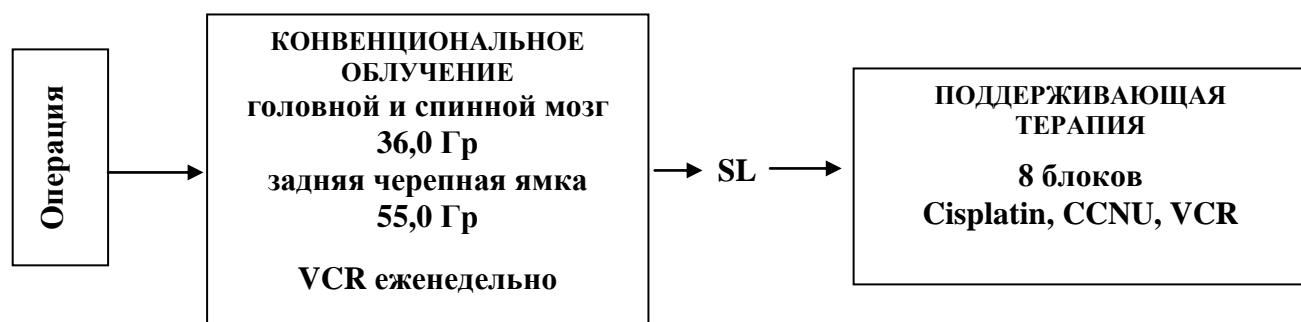 Операция
КОНВЕНЦИОНАЛЬНОЕ
ОБЛУЧЕНИЕ
головной и спинной мозг
36,0 Гр
задняя черепная ямка
55,0 Гр
VCR еженедельно
SL
ПОДДЕРЖИВАЮЩАЯ
ТЕРАПИЯ
8 блоков
Cisplatin, CCNU, VCR